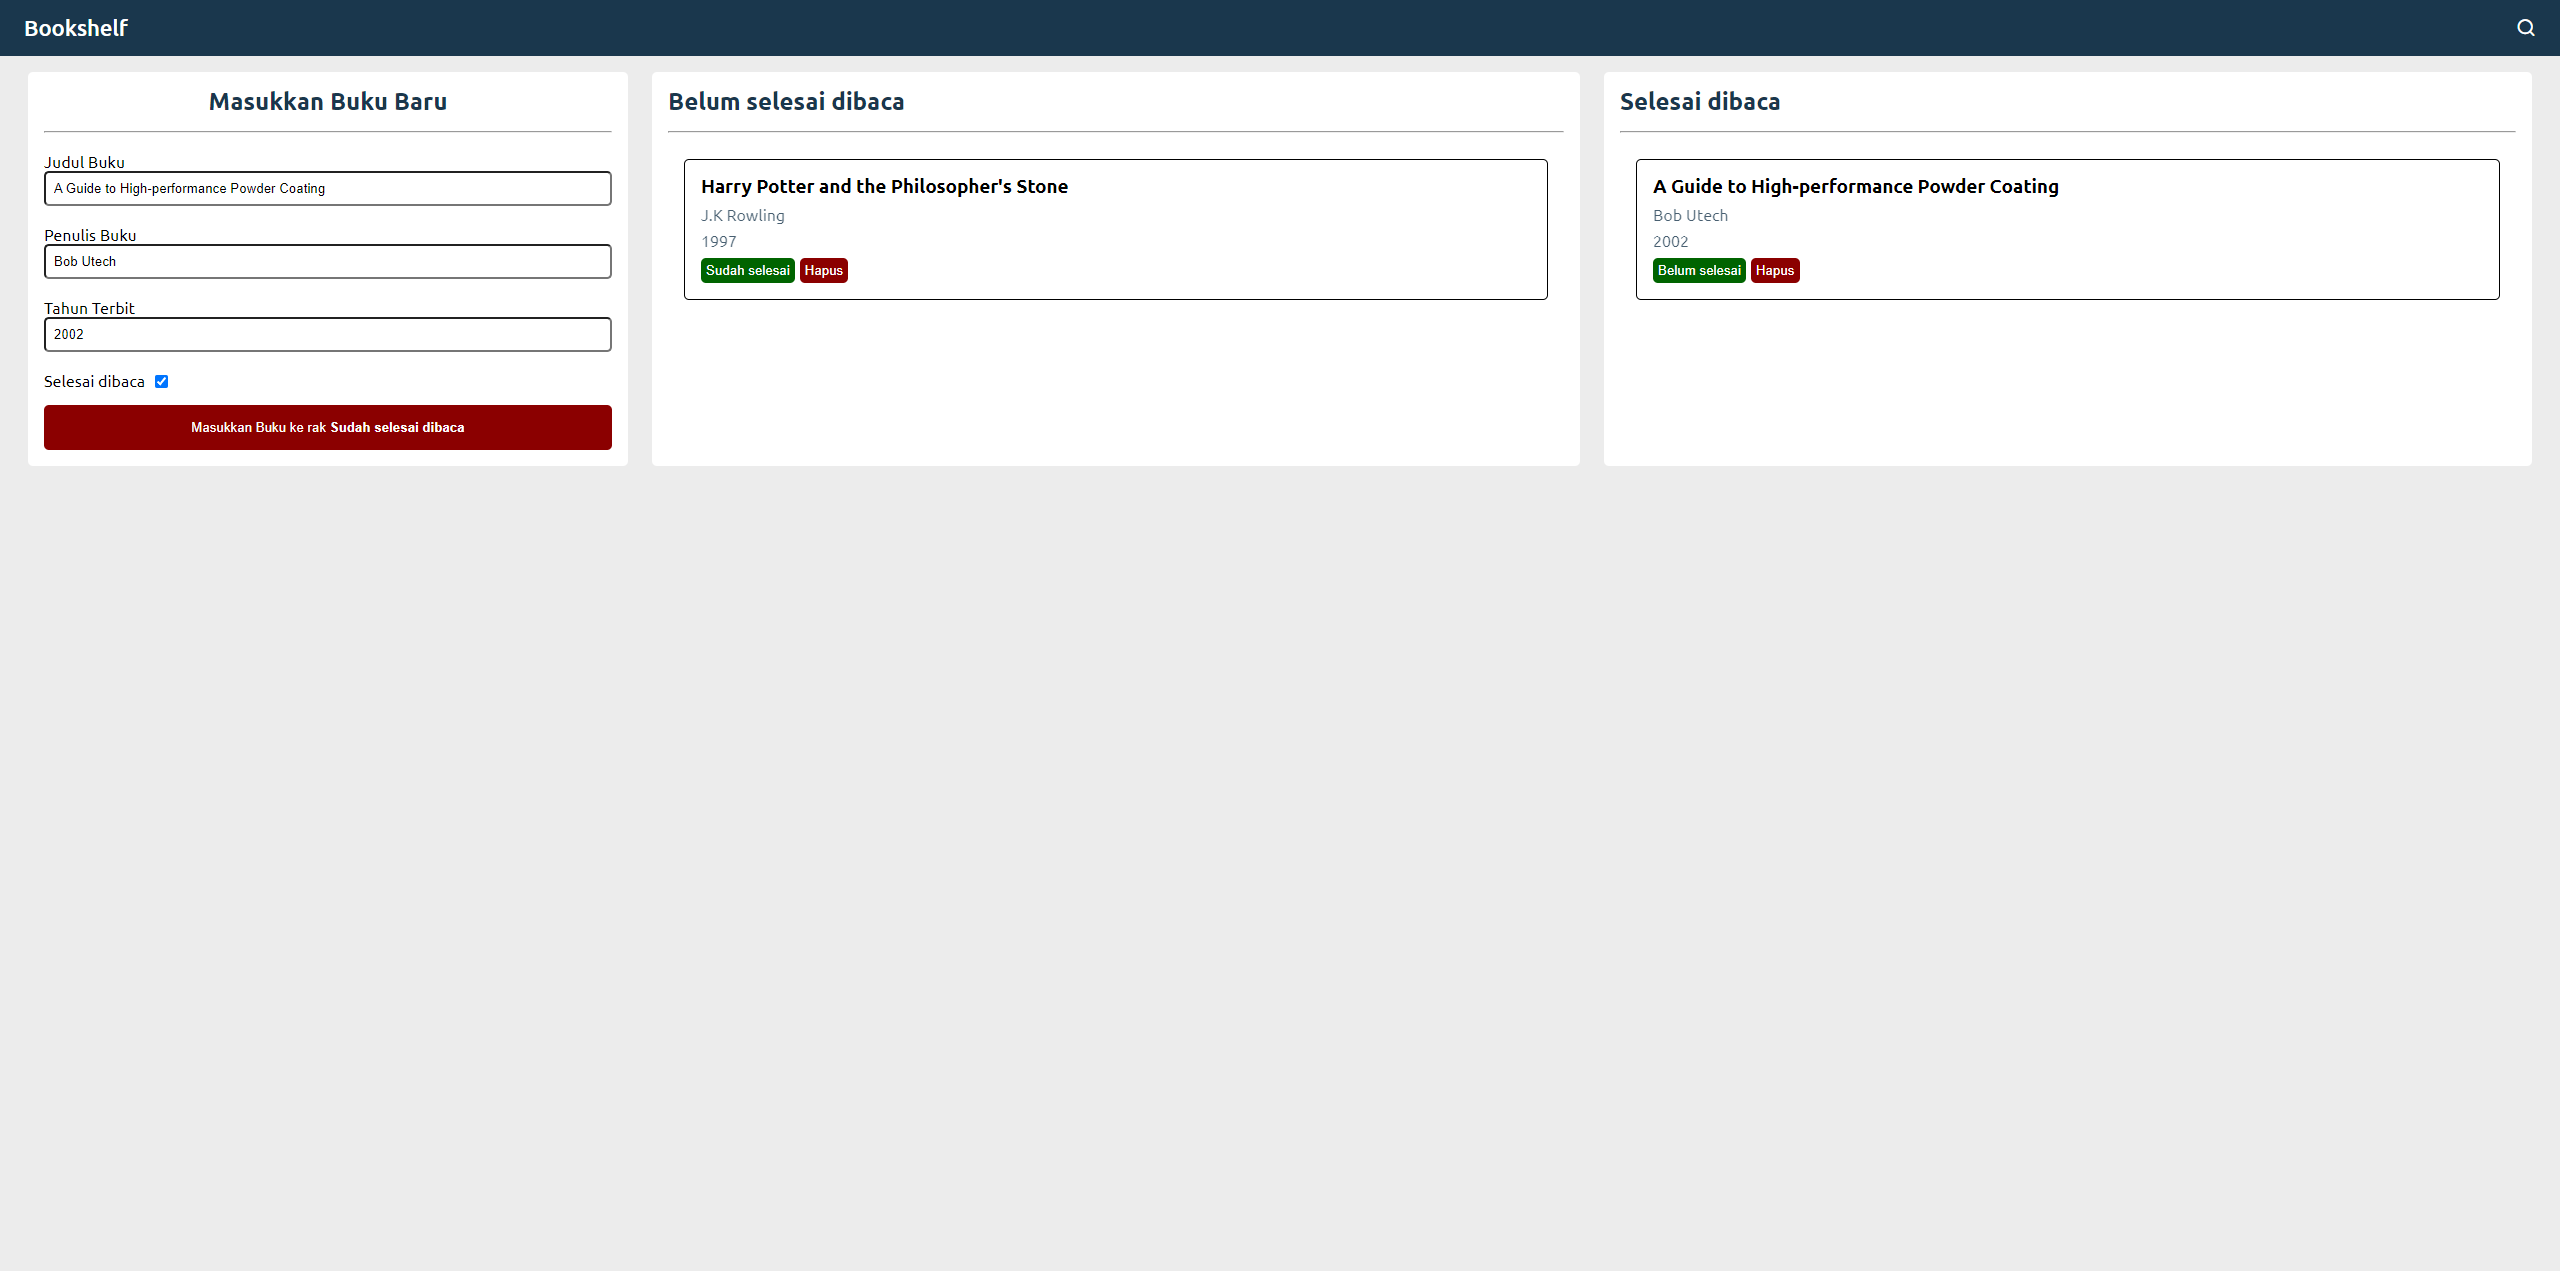 Bookshelf
Masukkan Buku Baru
Judul Buku
A Guide to High-performance Powder Coating
Penulis Buku
Bob Utech
Tahun Terbit
2002
Selesai dibaca
Masukkan Buku ke rak Sudah selesai dibaca
Belum selesai dibaca
Harry Potter and the Philosopher's Stone
J.K Rowling
1997
Sudah selesai Hapus
Selesai dibaca
A Guide to High-performance Powder Coating
Bob Utech
2002
Belum selesai Hapus